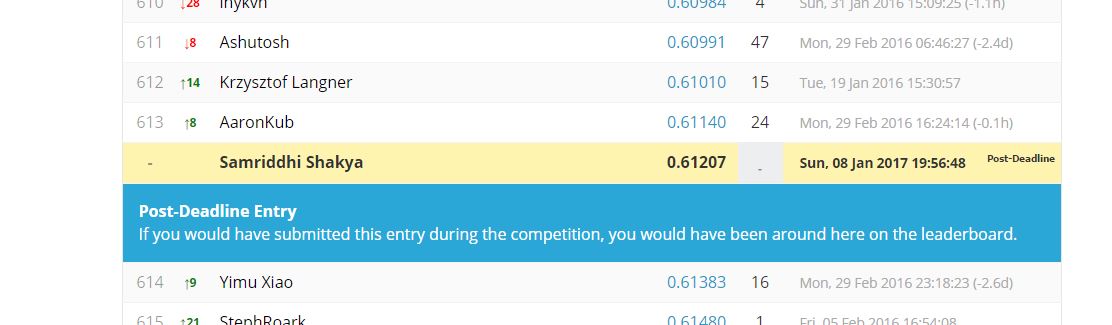 610 ↓28 0.60984 4 Sun, 31 Jan 2016 15:09:25 (-1.1h)
611 ↓8 Ashutosh 0.60991 47 Mon, 29 Feb 2016 06:46:27 (-2.4d)
612 ↑14 Krzysztof Langner 0.61010 15 Tue, 19 Jan 2016 15:30:57
613 ↑8 AaronKub 0.61140 24 Mon, 29 Feb 2016 16:24:14 (-0.1h)
- Samriddhi Shakya 0.61207 - Sun, 08 Jan 2017 19:56:48 Post-Deadline
Post-Deadline Entry
If you would have submitted this entry during the competition, you would have been around here on the leaderboard.
614 ↑9 Yimu Xiao 0.61383 16 Mon, 29 Feb 2016 23:18:23 (-2.6d)
615 ↑21 StephRoark 0.61480 1 Fri, 05 Feb 2016 16:54:08